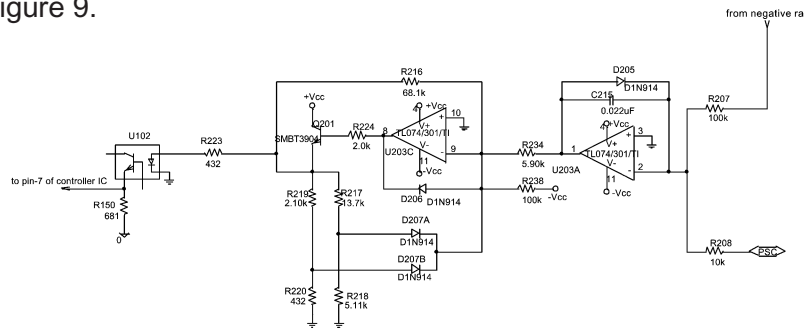 igure 9.
from negative ra
R216
68.1k
D205
D1N914
C215
0.022uF
R207
100k
+Vcc
Q201
SMBT3904
R224
2.0k
8
4
+Vcc
V+
10
+
TL074/301/TI
V-
-
9
U203C
11
-Vcc
R234
5.90k
1
4
+Vcc
V+
3
+
TL074/301/TI
V-
-
2
U203A
11
-Vcc
U102
R223
432
to pin-7 of controller IC
R150
681
0
R219
2.10k
R217
13.7k
D206
D1N914
R238
100k
-Vcc
D207A
D1N914
D207B
D1N914
R220
432
R218
5.11k
R208
10k
PSC